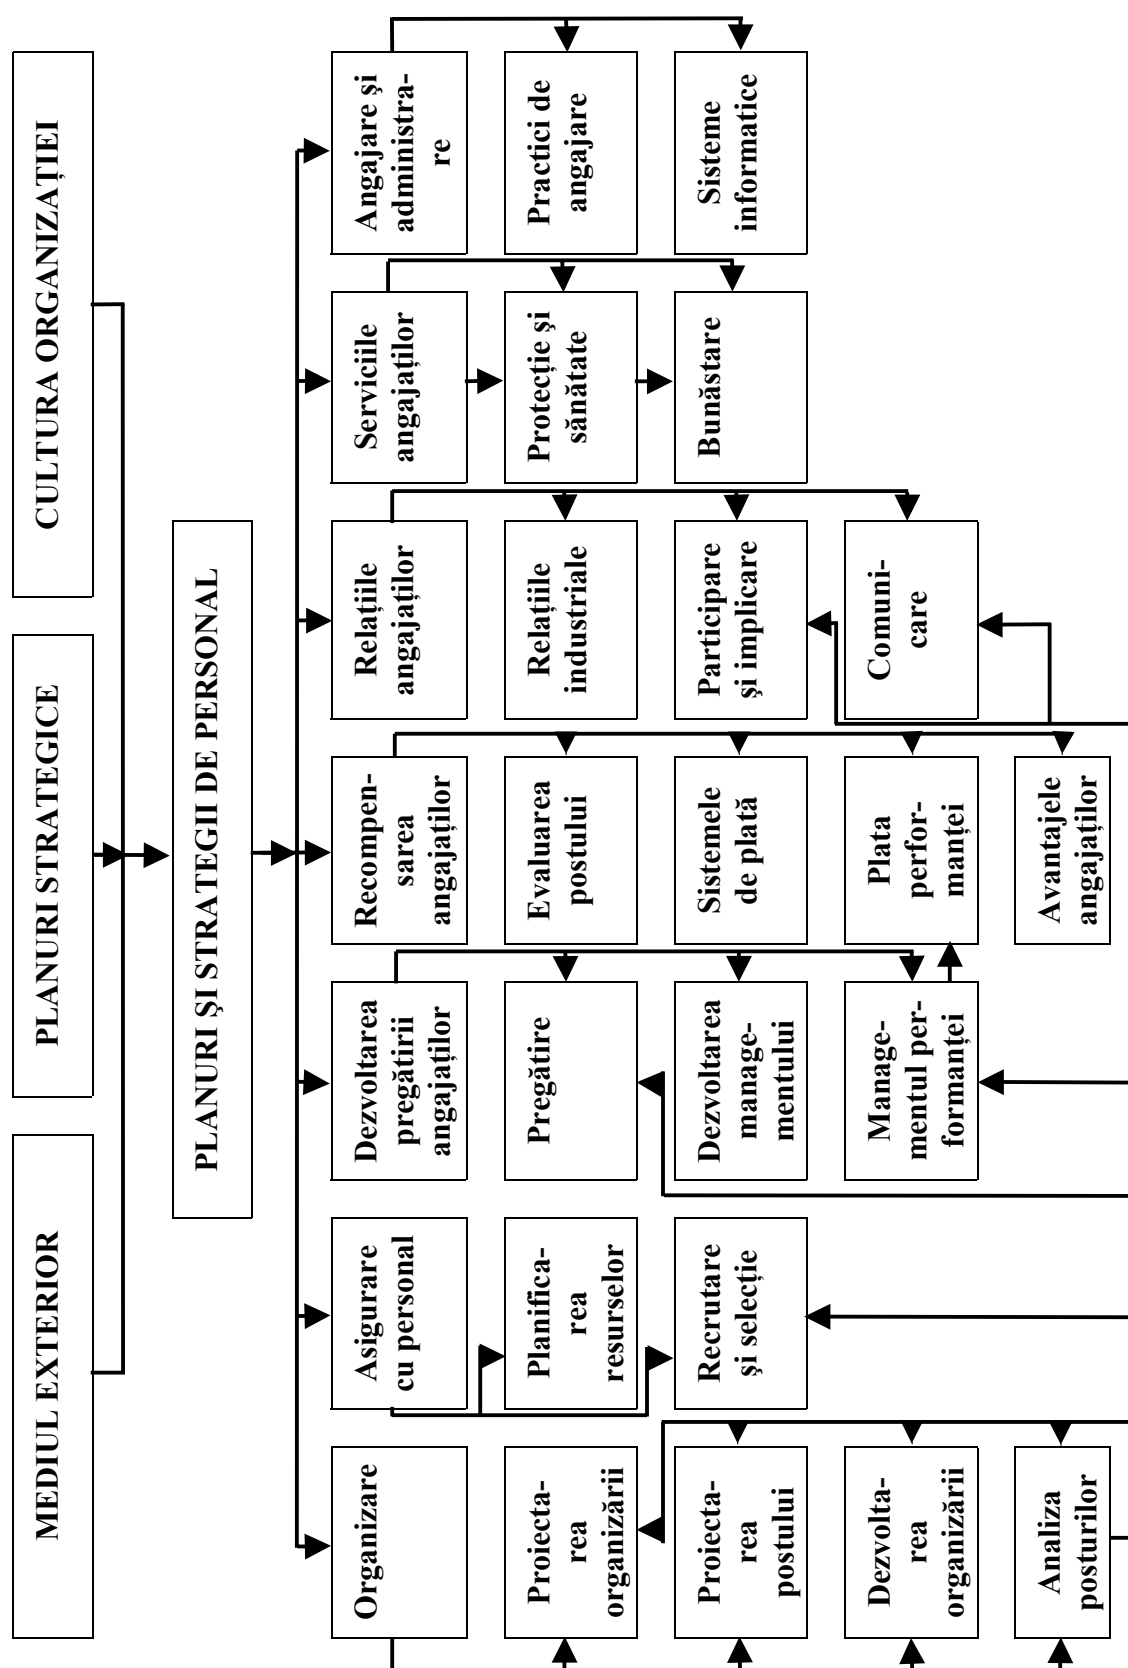 MEDIUL EXTERIOR
PLANURI STRATEGICE
CULTURA ORGANIZAȚIEI
PLANURI ȘI STRATEGII DE PERSONAL
Organizare
Asigurare
cu personal
Dezvoltarea
pregătirii
angajaților
Recompen-
sarea
angajaților
Relațiile
angajaților
Serviciile
angajaților
Angajare și
administra-
re
Proiecta-
rea
organizării
Planifica-
rea
resurselor
Pregătire
Evaluarea
postului
Relațiile
industriale
Protecție și
sănătate
Practici de
angajare
Proiecta-
rea
postului
Recrutare
și selecție
Dezvoltarea
manage-
mentului
Sistemele
de plată
Participare
și implicare
Bunăstare
Sisteme
informatice
Dezvolta-
rea
organizării
Manage-
mentul per-
formanței
Plata
perfor-
manței
Comuni-
care
Analiza
posturilor
Avantajele
angajaților